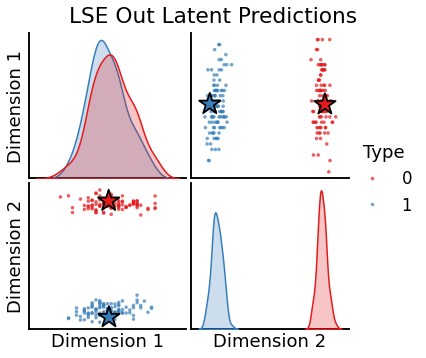 LSE Out Latent Predictions
Dimension 1
Type
0
1
Dimension 2
Dimension 1
Dimension 2